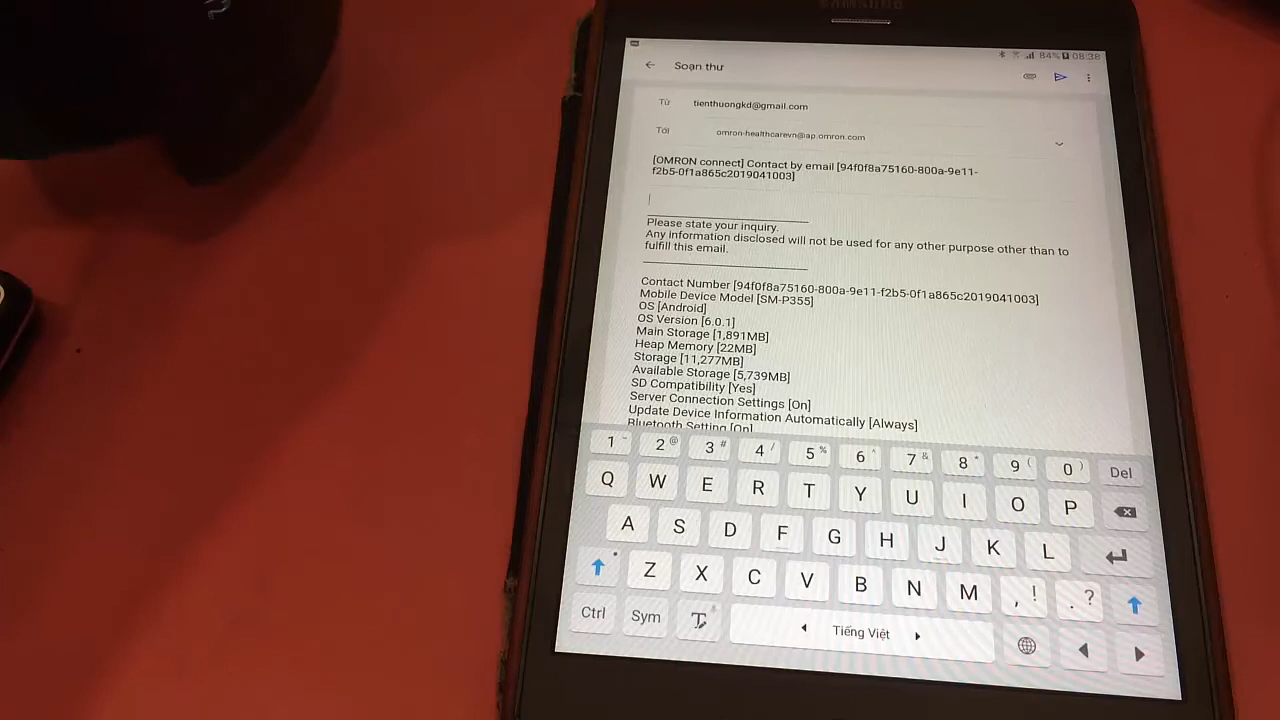 SAMSUNG
84% 08:38
Soạn thư
Từ tienthuongkd@gmail.com
Tới omron-healthcarevn@ap.omron.com
[OMRON connect] Contact by email [94f0f8a75160-800a-9e11-
f2b5-0f1a865c2019041003]
Please state your inquiry.
Any information disclosed will not be used for any other purpose other than to
fulfill this email.
Contact Number [94f0f8a75160-800a-9e11-f2b5-0f1a865c2019041003]
Mobile Device Model [SM-P355]
OS [Android]
OS Version [6.0.1]
Main Storage [1,891MB]
Heap Memory [22MB]
Storage [11,277MB]
Available Storage [5,739MB]
SD Compatibility [Yes]
Server Connection Settings [On]
Update Device Information Automatically [Always]
Bluetooth Setting [On]
1 - 2 @ 3 # 4 / 5 % 6 ^ 7 & 8 * 9 ( 0 ) Del
Q W E R T Y U I O P
A S D F G H J K L
Z X C V B N M , ! . ?
Ctrl Sym Tiếng Việt